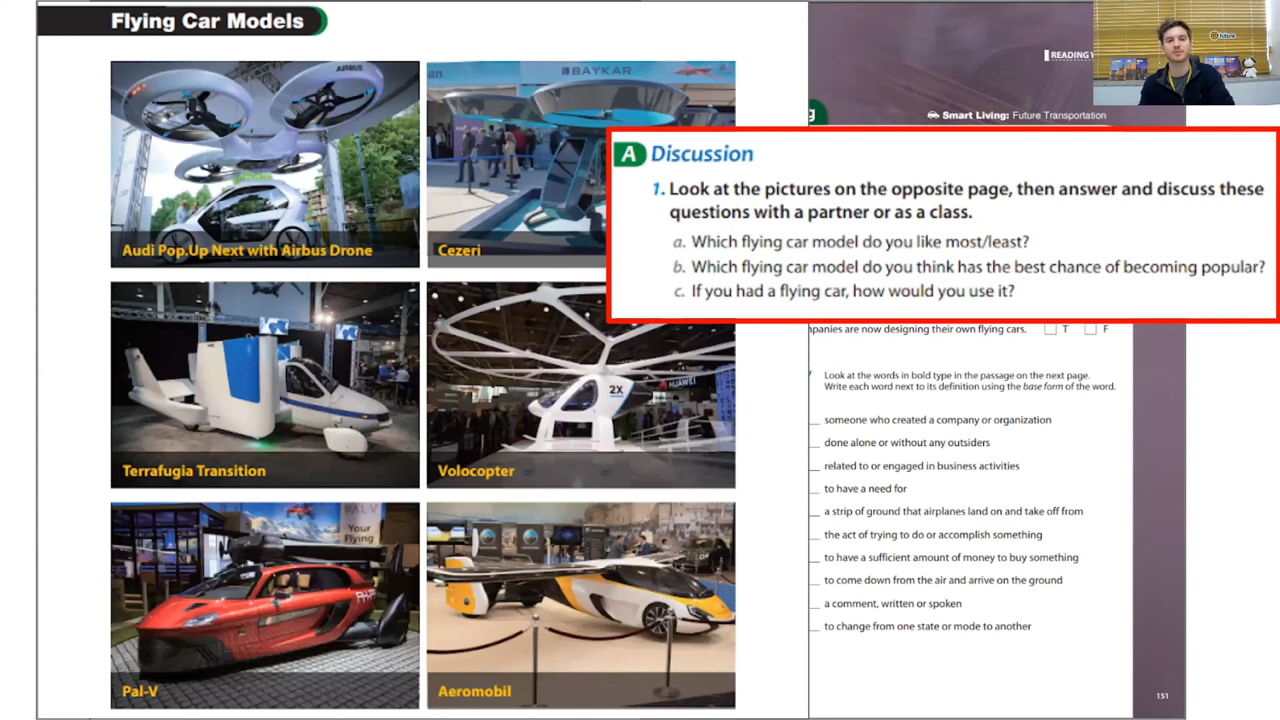 Flying Car Models
AIRBUS
Audi Pop.Up Next with Airbus Drone
BAYKAR
Cezeri
Terrafugia Transition
2X
HUAWEI
Volocopter
PAL-V
Your
Flying
Pal-V
Aeromobil
READING
future
Smart Living: Future Transportation
A Discussion
1. Look at the pictures on the opposite page, then answer and discuss these
questions with a partner or as a class.
a. Which flying car model do you like most/least?
b. Which flying car model do you think has the best chance of becoming popular?
c. If you had a flying car, how would you use it?
are now designing their own flying cars. T F
Look at the words in bold type in the passage on the next page.
Write each word next to its definition using the base form of the word.
someone who created a company or organization
done alone or without any outsiders
related to or engaged in business activities
to have a need for
a strip of ground that airplanes land on and take off from
the act of trying to do or accomplish something
to have a sufficient amount of money to buy something
to come down from the air and arrive on the ground
a comment, written or spoken
to change from one state or mode to another
151